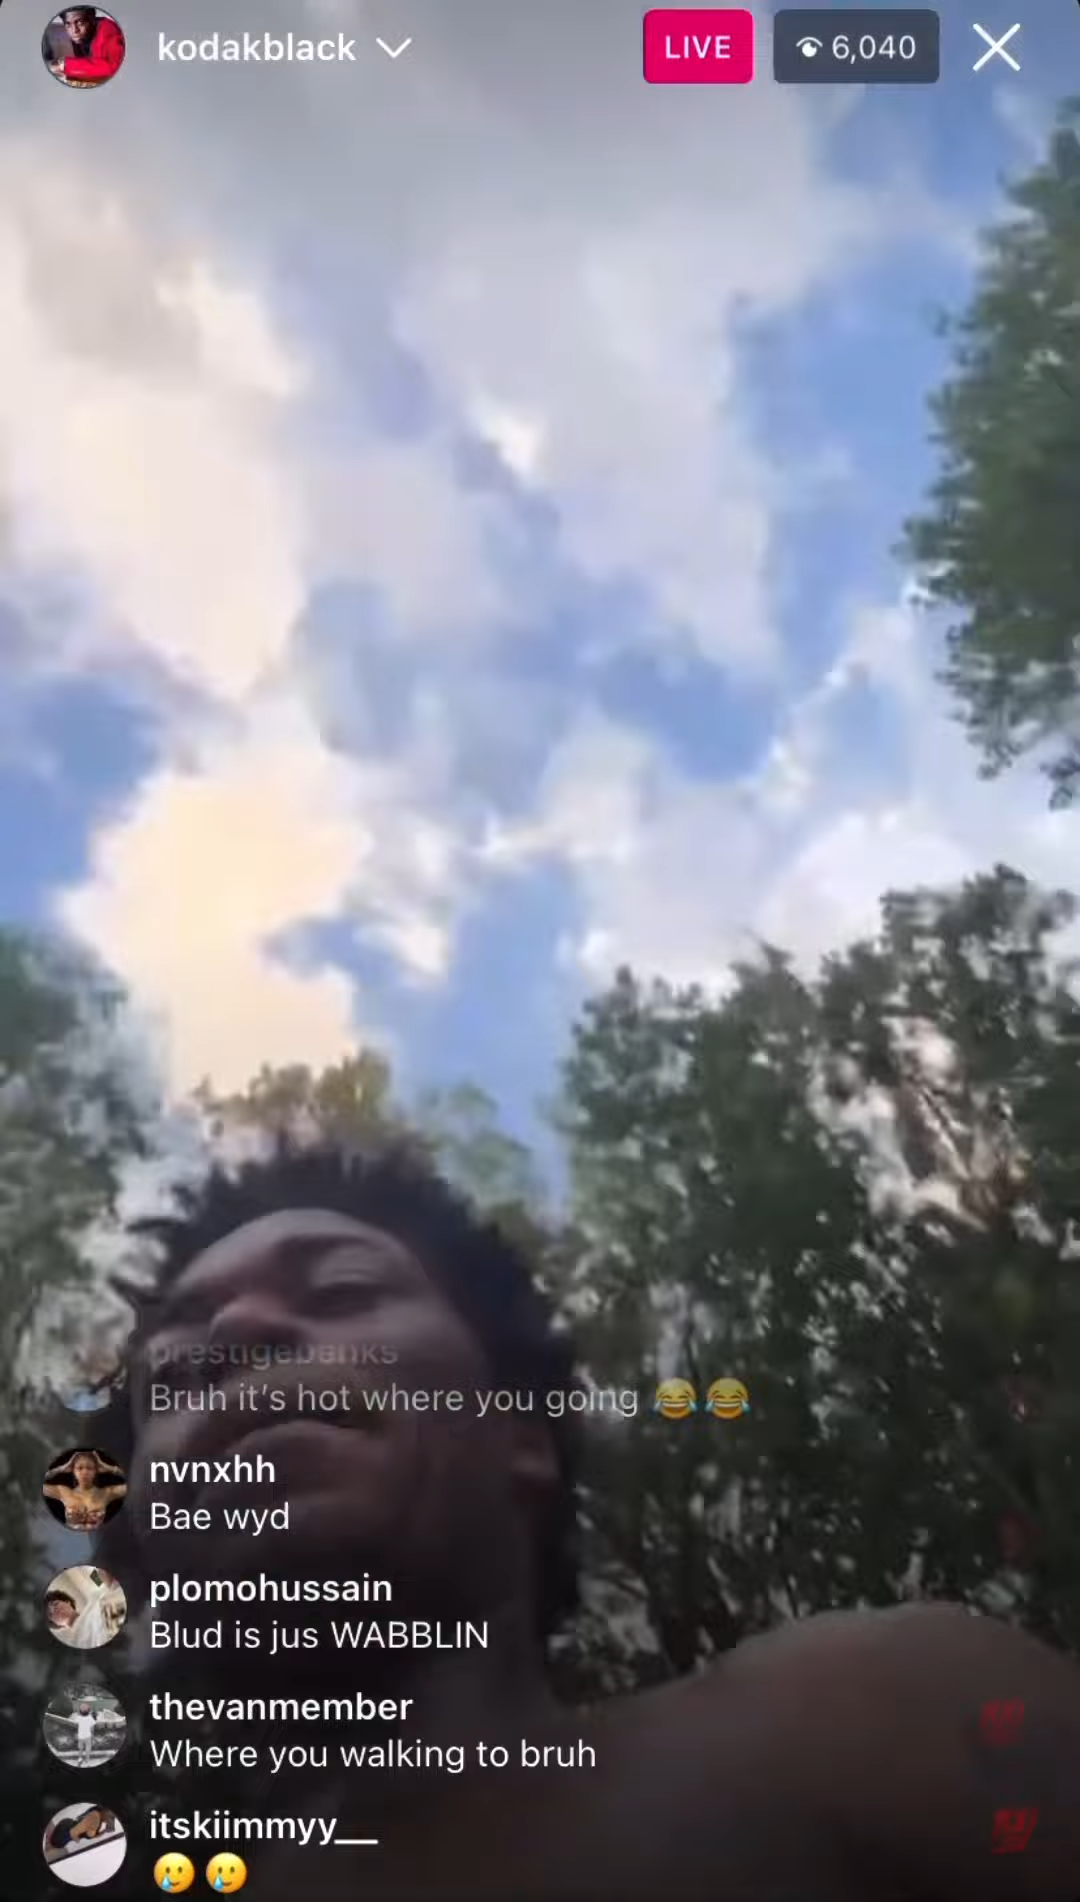 kodakblack
LIVE
6,040
prestigebenks
Bruh it's hot where you going 😂😂
nvnxhh
Bae wyd
plomohussain
Blud is jus WABBLIN
thevanmember
Where you walking to bruh
itskiimmyy__
🥲🥲